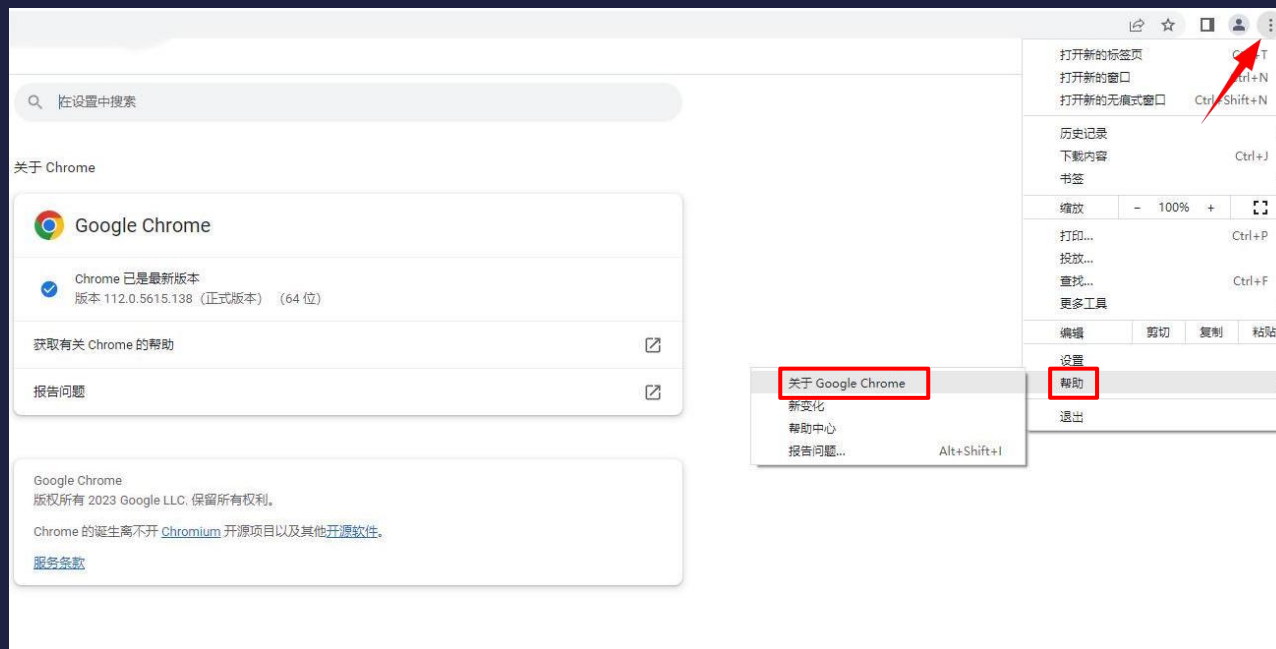 在设置中搜索
关于 Chrome
Google Chrome
Chrome 已是最新版本
版本 112.0.5615.138（正式版本） （64 位）
获取有关 Chrome 的帮助
报告问题
Google Chrome
版权所有 2023 Google LLC. 保留所有权利。
Chrome 的诞生离不开 Chromium 开源项目以及其他开源软件。
服务条款
打开新的标签页
打开新的窗口 Ctrl+N
打开新的无痕式窗口 Ctrl+Shift+N
历史记录
下载内容 Ctrl+J
书签
缩放 - 100% +
打印... Ctrl+P
投放...
查找... Ctrl+F
更多工具
编辑 剪切 复制 粘贴
设置
帮助
退出
关于 Google Chrome
新变化
帮助中心
报告问题... Alt+Shift+I